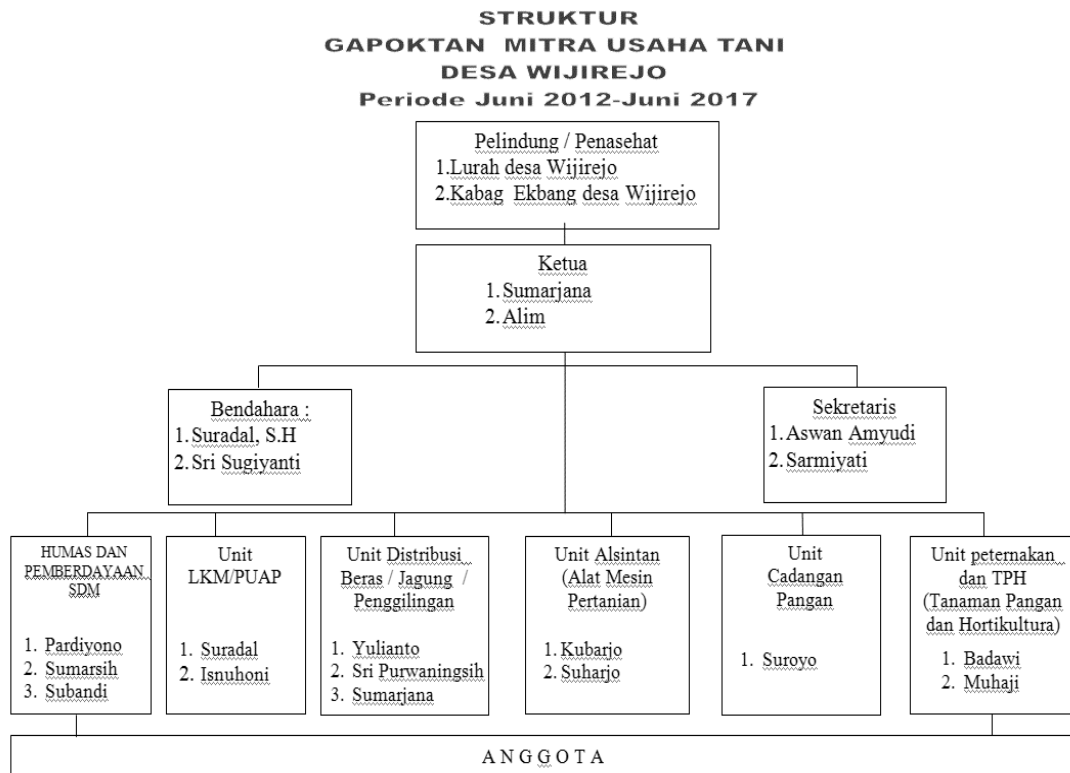 STRUKTUR
GAPOKTAN MITRA USAHA TANI
DESA WIJIREJO
Periode Juni 2012-Juni 2017
Pelindung / Penasehat
1.Lurah desa Wijirejo
2.Kabag Ekbang desa Wijirejo
Ketua
1.Sumarjana
2.Alim
Bendahara :
1.Suradal, S.H
2.Sri Sugiyanti
Sekretaris
1.Aswan Amyudi
2.Sarmiyati
HUMAS DAN
PEMBERDAYAAN
SDM
1. Pardiyono
2. Sumarsih
3. Subandi
Unit
LKM/PUAP
1. Suradal
2. Isnuhoni
Unit Distribusi
Beras / Jagung /
Penggilingan
1. Yulianto
2. Sri Purwaningsih
3. Sumarjana
Unit Alsintan
(Alat Mesin
Pertanian)
1. Kubarjo
2. Suharjo
Unit
Cadangan
Pangan
1. Suroyo
Unit peternakan
dan TPH
(Tanaman Pangan
dan Hortikultura)
1. Badawi
2. Muhaji
A N G G O T A